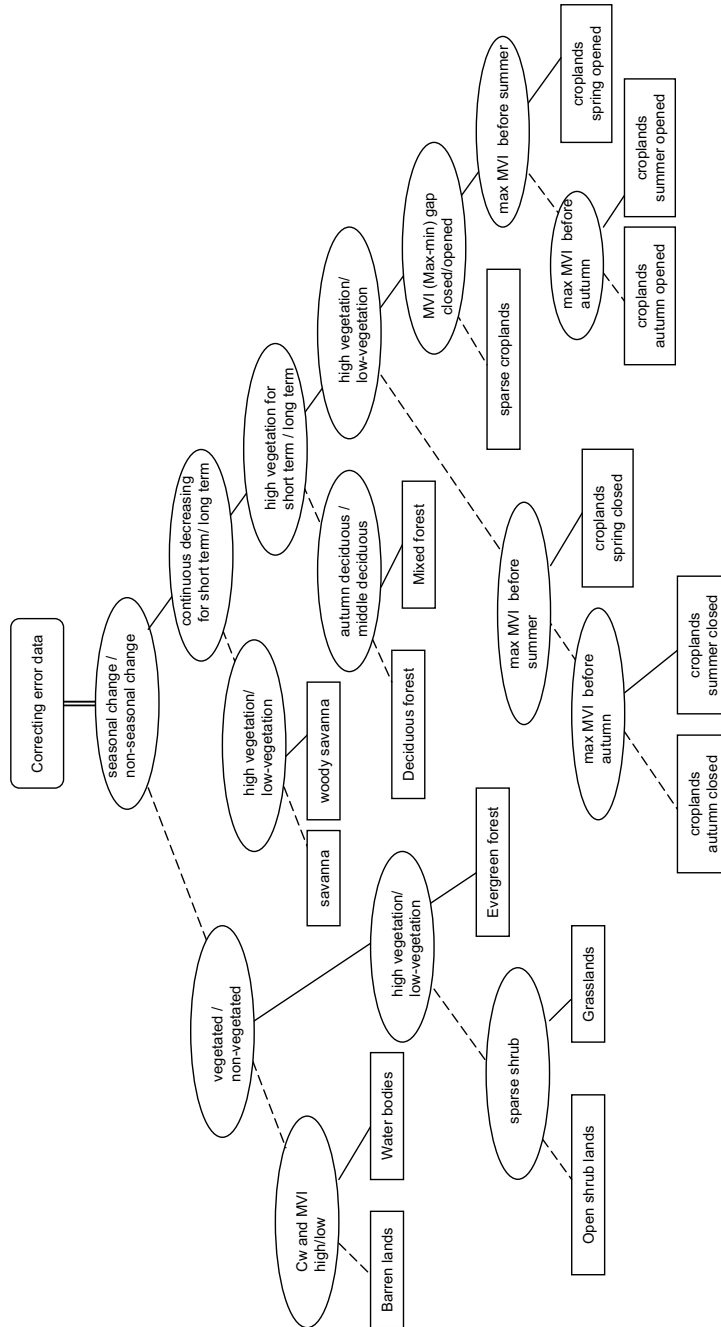 Correcting error data
seasonal change /
non-seasonal change
vegetated /
non-vegetated
continuous decreasing
for short term/ long term
Cw and MVI
high/low
high vegetation/
low-vegetation
high vegetation/
low-vegetation
high vegetation for
short term / long term
Barren lands
Water bodies
sparse shrub
Evergreen forest
savanna
woody savanna
autumn deciduous /
middle deciduous
high vegetation/
low-vegetation
Open shrub lands
Grasslands
Deciduous forest
Mixed forest
max MVI before
summer
MVI (Max-min) gap
closed/opened
max MVI before
autumn
croplands
spring closed
sparse croplands
max MVI before summer
croplands
autumn closed
croplands
summer closed
max MVI before
autumn
croplands
spring opened
croplands
autumn opened
croplands
summer opened